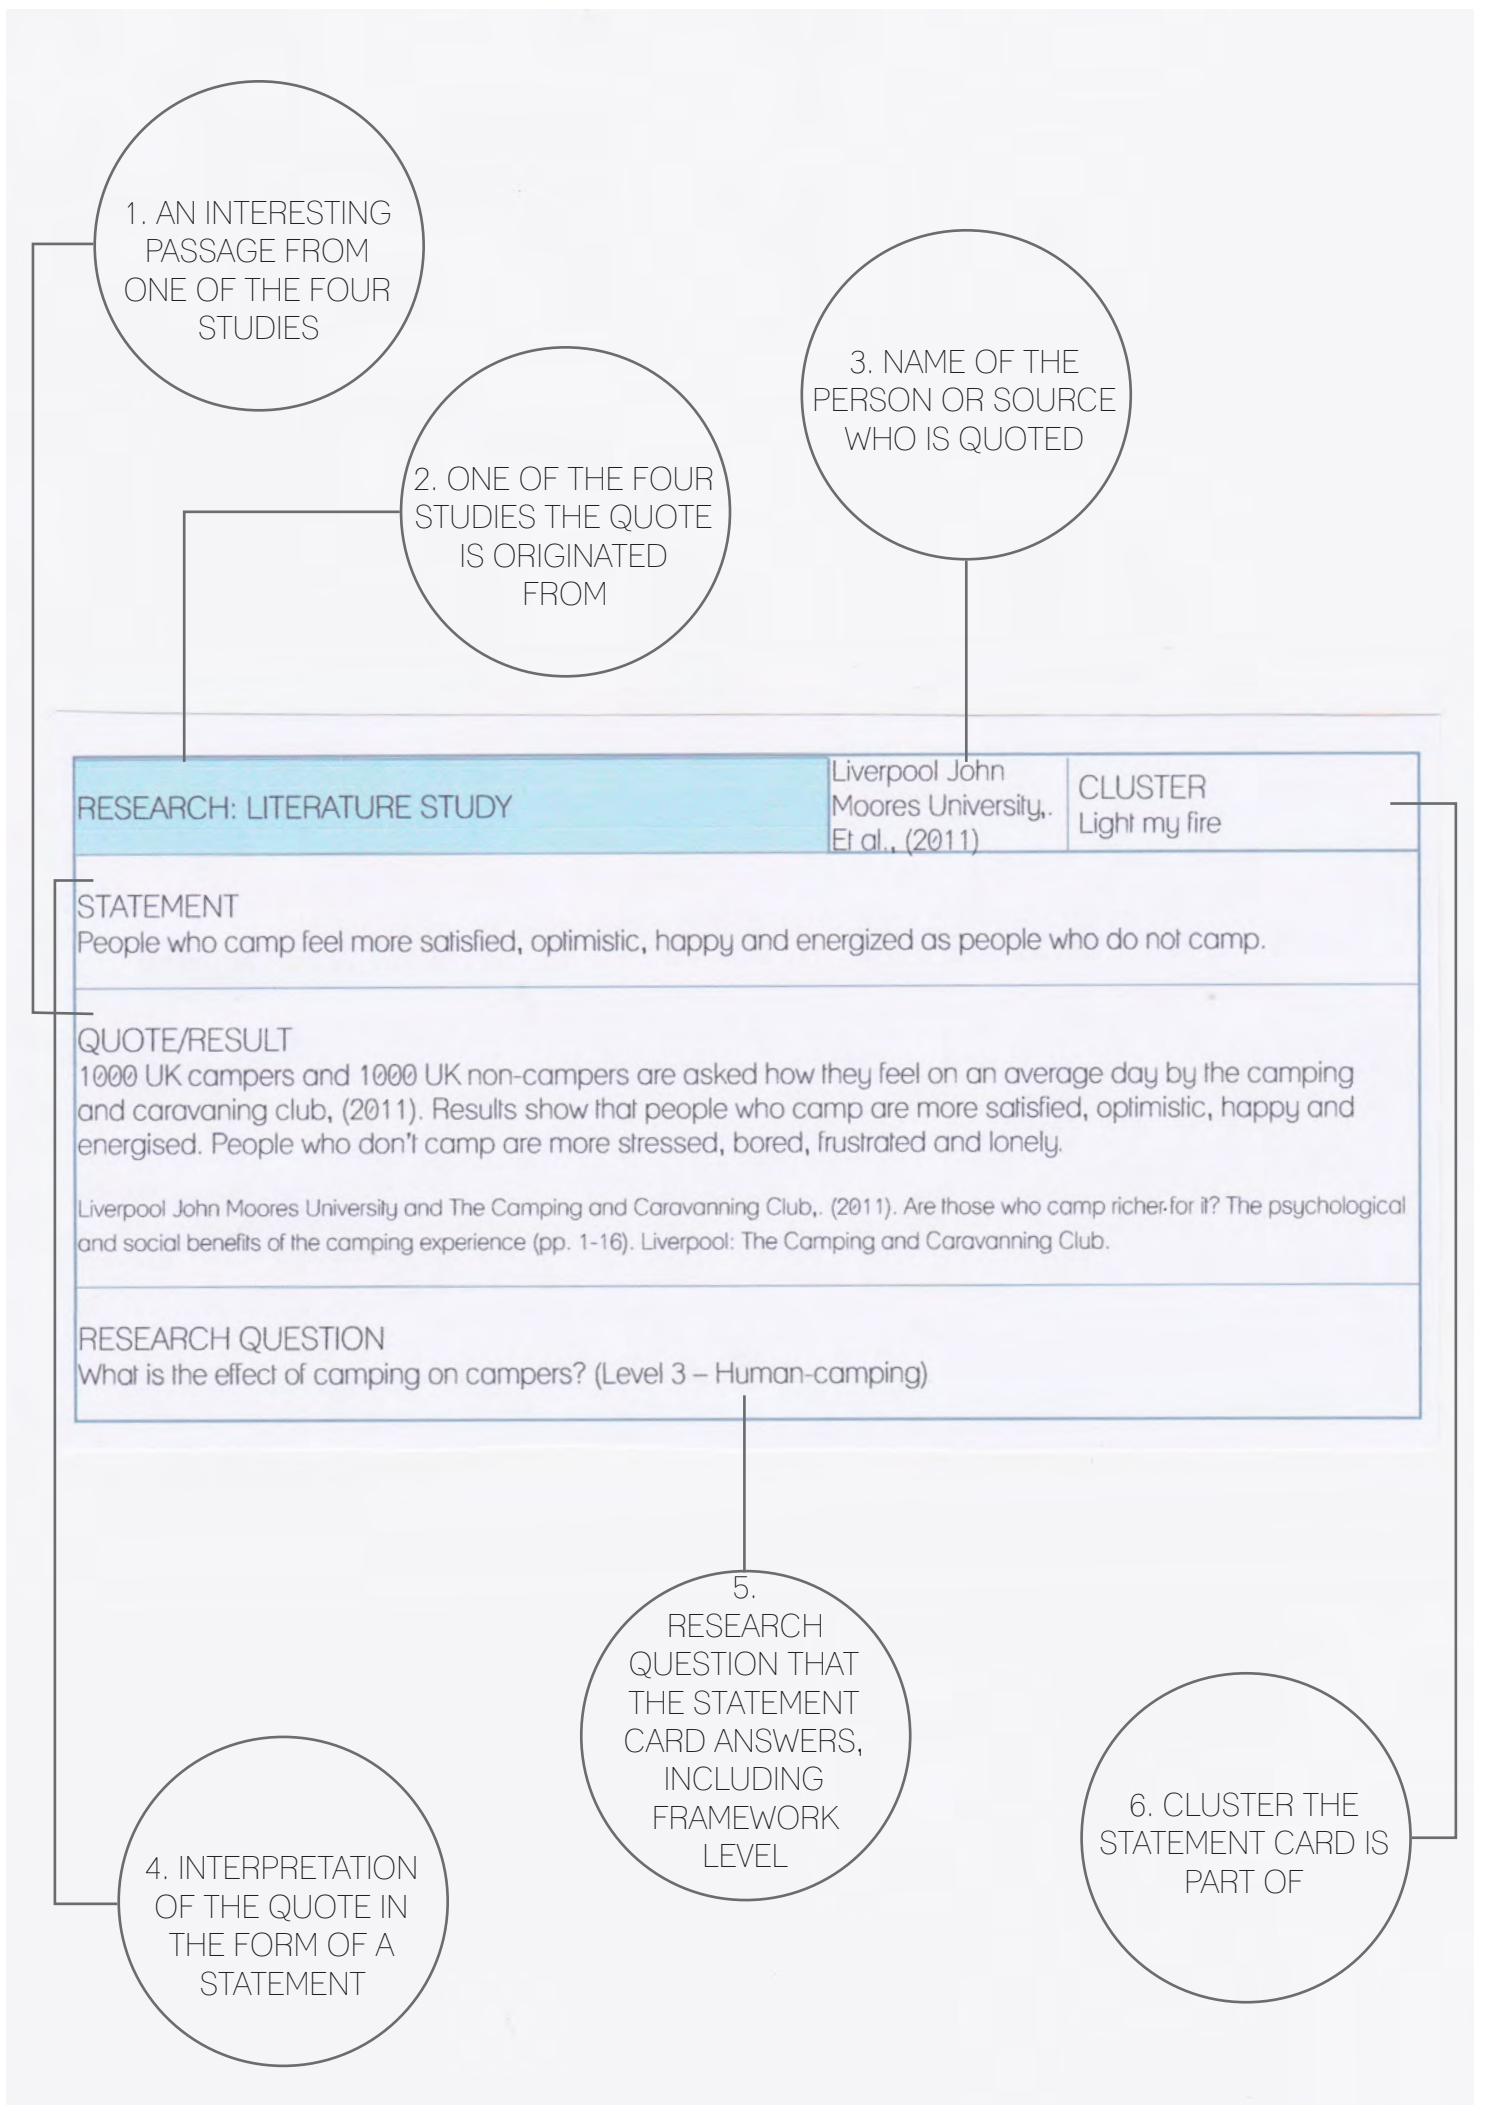 1. AN INTERESTING
PASSAGE FROM
ONE OF THE FOUR
STUDIES
2. ONE OF THE FOUR
STUDIES THE QUOTE
IS ORIGINATED
FROM
3. NAME OF THE
PERSON OR SOURCE
WHO IS QUOTED
RESEARCH: LITERATURE STUDY
Liverpool John
Moores University,.
Et al., (2011)
CLUSTER
Light my fire
STATEMENT
People who camp feel more satisfied, optimistic, happy and energized as people who do not camp.
QUOTE/RESULT
1000 UK campers and 1000 UK non-campers are asked how they feel on an average day by the camping
and caravaning club, (2011). Results show that people who camp are more satisfied, optimistic, happy and
energised. People who don't camp are more stressed, bored, frustrated and lonely.
Liverpool John Moores University and The Camping and Caravanning Club,. (2011). Are those who camp richer for it? The psychological
and social benefits of the camping experience (pp. 1-16). Liverpool: The Camping and Caravanning Club.
RESEARCH QUESTION
What is the effect of camping on campers? (Level 3 – Human-camping)
5.
RESEARCH
QUESTION THAT
THE STATEMENT
CARD ANSWERS,
INCLUDING
FRAMEWORK
LEVEL
4. INTERPRETATION
OF THE QUOTE IN
THE FORM OF A
STATEMENT
6. CLUSTER THE
STATEMENT CARD IS
PART OF